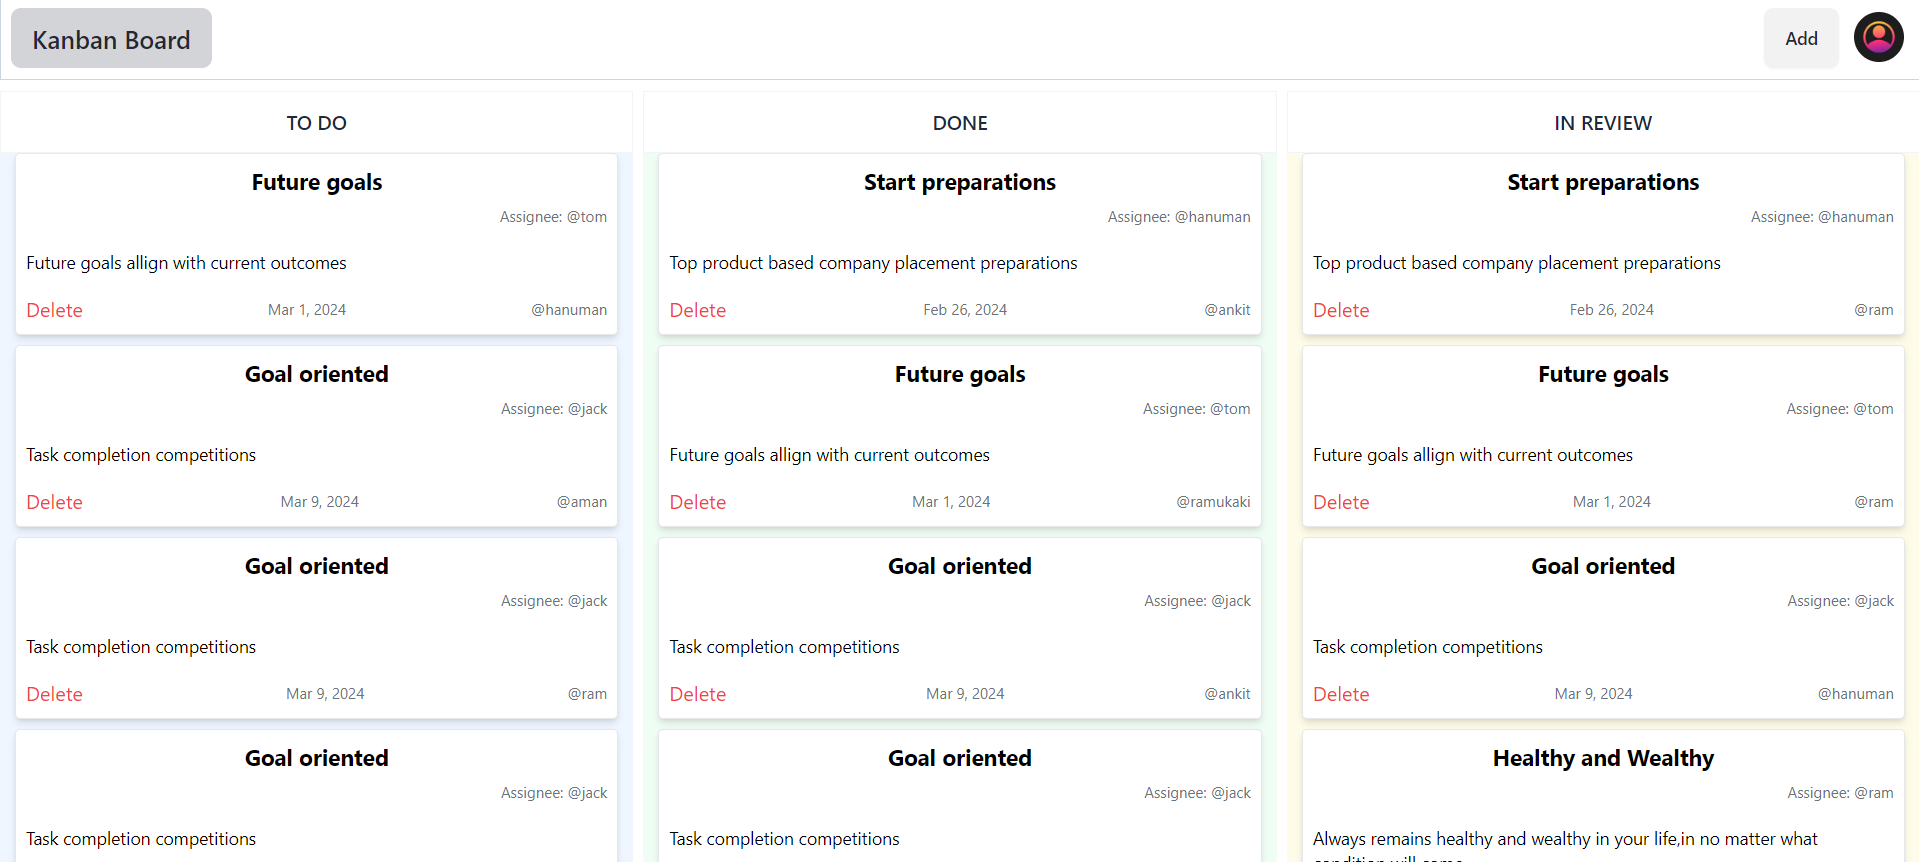 Kanban Board
Add
TO DO
Future goals
Assignee: @tom
Future goals allign with current outcomes
Delete Mar 1, 2024 @hanuman
Goal oriented
Assignee: @jack
Task completion competitions
Delete Mar 9, 2024 @aman
Goal oriented
Assignee: @jack
Task completion competitions
Delete Mar 9, 2024 @ram
Goal oriented
Assignee: @jack
Task completion competitions
DONE
Start preparations
Assignee: @hanuman
Top product based company placement preparations
Delete Feb 26, 2024 @ankit
Future goals
Assignee: @tom
Future goals allign with current outcomes
Delete Mar 1, 2024 @ramukaki
Goal oriented
Assignee: @jack
Task completion competitions
Delete Mar 9, 2024 @ankit
Goal oriented
Assignee: @jack
Task completion competitions
IN REVIEW
Start preparations
Assignee: @hanuman
Top product based company placement preparations
Delete Feb 26, 2024 @ram
Future goals
Assignee: @tom
Future goals allign with current outcomes
Delete Mar 1, 2024 @ram
Goal oriented
Assignee: @jack
Task completion competitions
Delete Mar 9, 2024 @hanuman
Healthy and Wealthy
Assignee: @ram
Always remains healthy and wealthy in your life,in no matter what